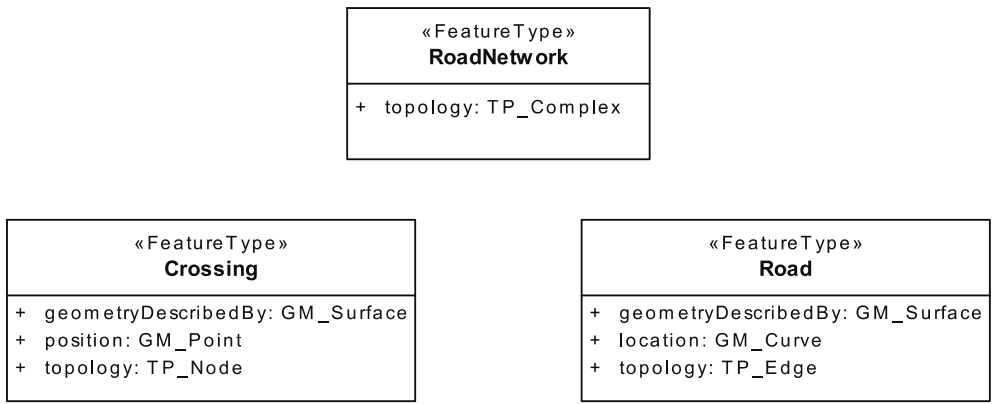 «FeatureType»
RoadNetwork
+ topology: TP_Complex
«FeatureType»
Crossing
+ geometryDescribedBy: GM_Surface
+ position: GM_Point
+ topology: TP_Node
«FeatureType»
Road
+ geometryDescribedBy: GM_Surface
+ location: GM_Curve
+ topology: TP_Edge